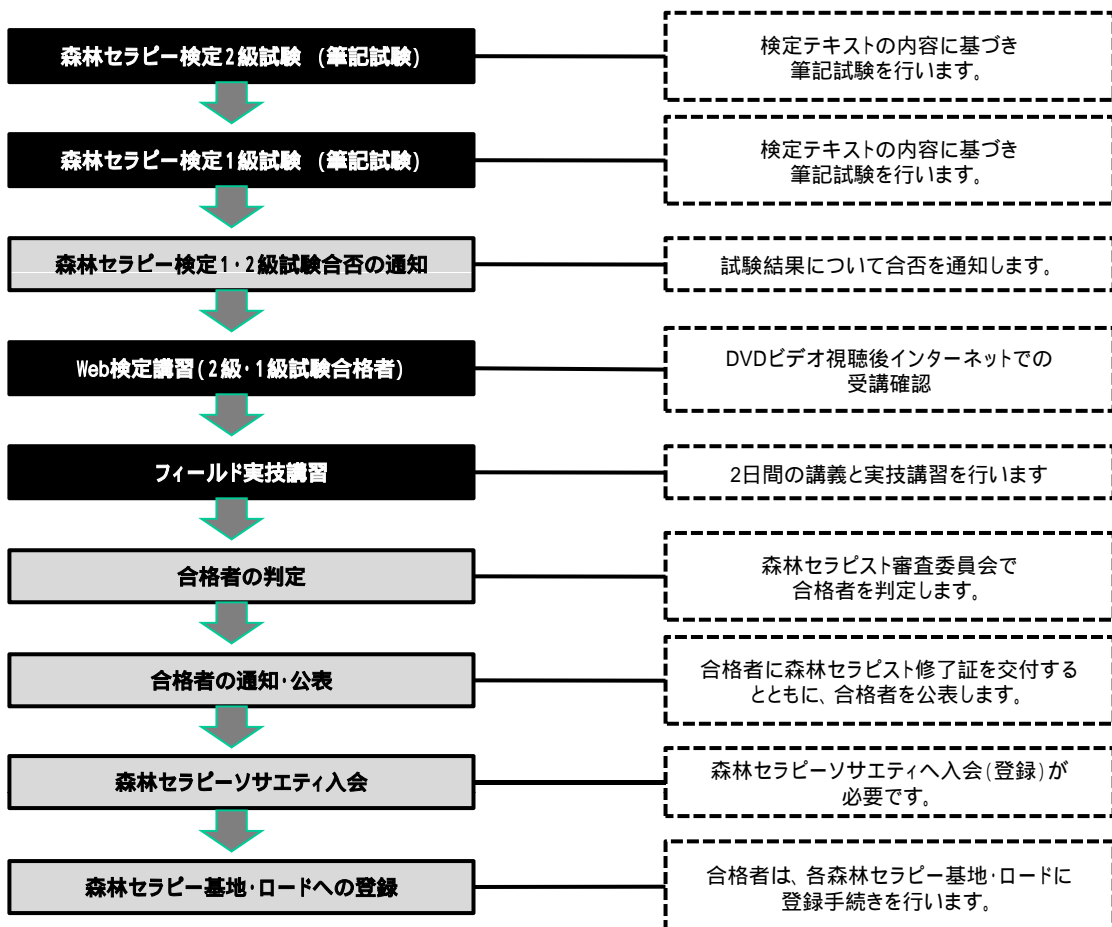 森林セラピー検定2級試験 (筆記試験)
検定テキストの内容に基づき
筆記試験を行います。
森林セラピー検定1級試験 (筆記試験)
検定テキストの内容に基づき
筆記試験を行います。
森林セラピー検定1・2級試験合否の通知
試験結果について合否を通知します。
Web検定講習(2級・1級試験合格者)
DVDビデオ視聴後インターネットでの
受講確認
フィールド実技講習
2日間の講義と実技講習を行います
合格者の判定
森林セラピスト審査委員会で
合格者を判定します。
合格者の通知・公表
合格者に森林セラピスト修了証を交付する
とともに、合格者を公表します。
森林セラピーソサエティ入会
森林セラピーソサエティへ入会(登録)が
必要です。
森林セラピー基地・ロードへの登録
合格者は、各森林セラピー基地・ロードに
登録手続きを行います。